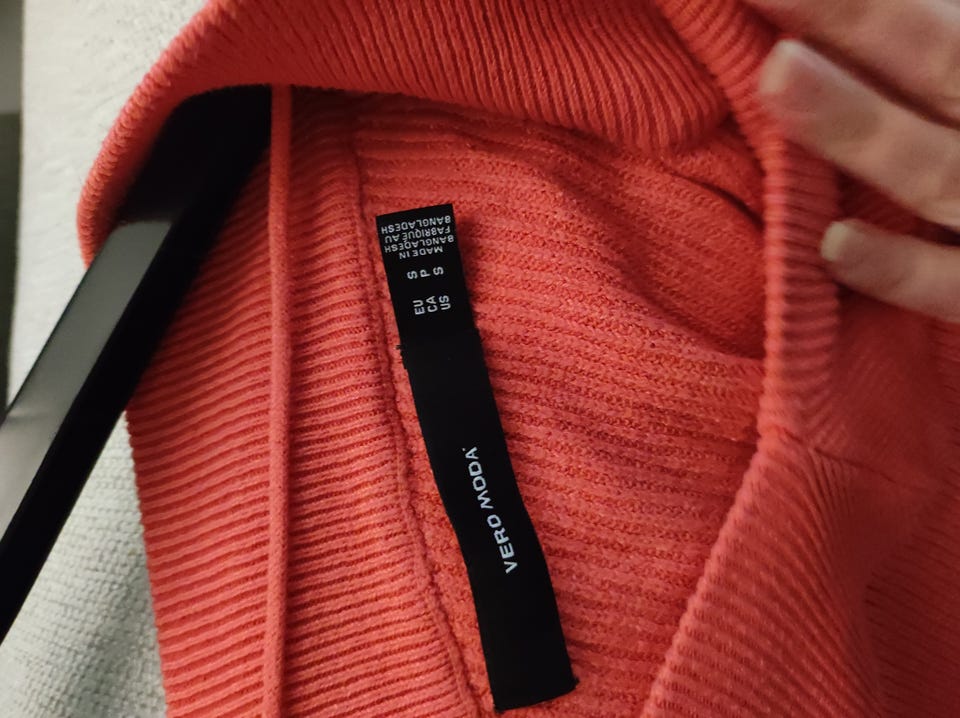 VERO MODA
EU S
CA P
US S
MADE IN
BANGLADESH
FABRIQUÉ AU
BANGLADESH